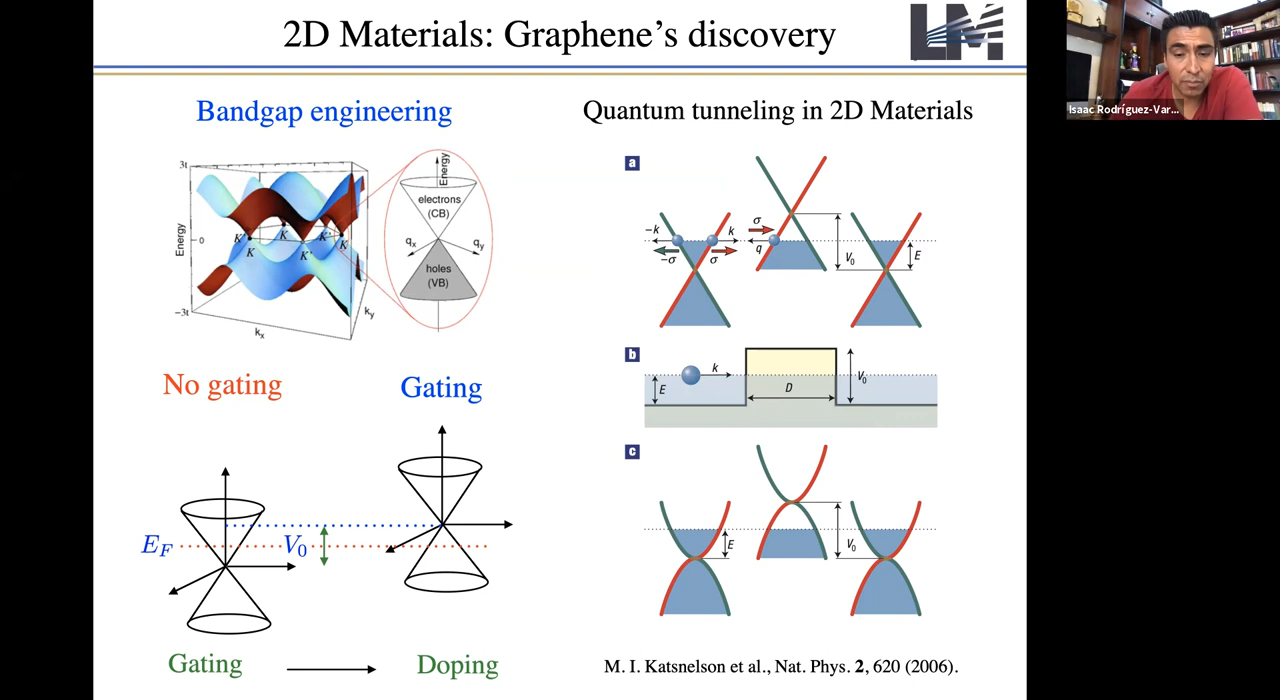 2D Materials: Graphene's discovery
LM
Isaac Rodríguez-Var...
Bandgap engineering
Quantum tunneling in 2D Materials
3t
Energy
0
−3t
K'
K
K
K'
K'
K
kx
ky
Energy
electrons
(CB)
qx
qy
holes
(VB)
a
−k
k
−σ
σ
σ
q
V0
E
b
k
E
D
V0
c
E
V0
No gating
Gating
EF
V0
Gating
Doping
M. I. Katsnelson et al., Nat. Phys. 2, 620 (2006).